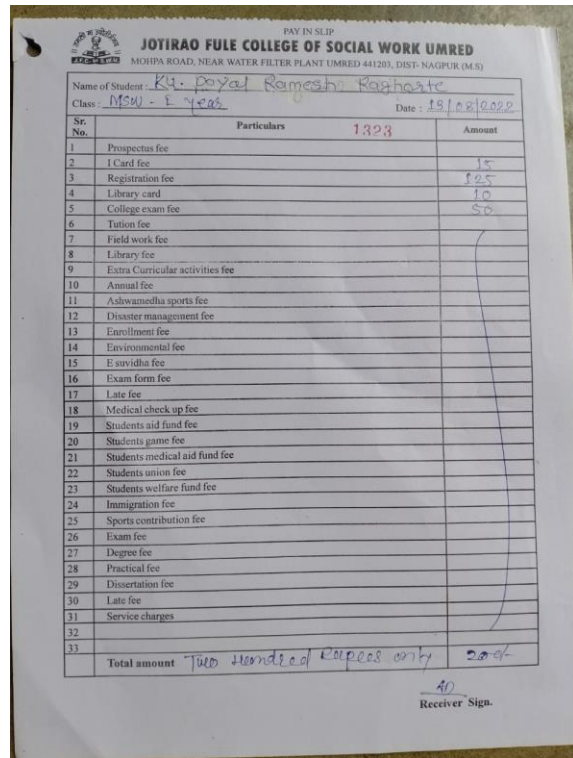 PAY IN SLIP
JOTIRAO FULE COLLEGE OF SOCIAL WORK UMRED
MOHPA ROAD, NEAR WATER FILTER PLANT UMRED 441203, DIST- NAGPUR (M.S)
Name of Student : Ku. Payal Ramesh Raghorte
Class : MSW - I year Date : 18/08/2022
Sr. No. Particulars 1323 Amount
1 Prospectus fee
2 I Card fee 15
3 Registration fee 125
4 Library card 10
5 College exam fee 50
6 Tution fee
7 Field work fee
8 Library fee
9 Extra Curricular activities fee
10 Annual fee
11 Ashwamedha sports fee
12 Disaster management fee
13 Enrollment fee
14 Environmental fee
15 E suvidha fee
16 Exam form fee
17 Late fee
18 Medical check up fee
19 Students aid fund fee
20 Students game fee
21 Students medical aid fund fee
22 Students union fee
23 Students welfare fund fee
24 Immigration fee
25 Sports contribution fee
26 Exam fee
27 Degree fee
28 Practical fee
29 Dissertation fee
30 Late fee
31 Service charges
32
33
Total amount Two Hundred Rupees only 200/-
Receiver Sign.